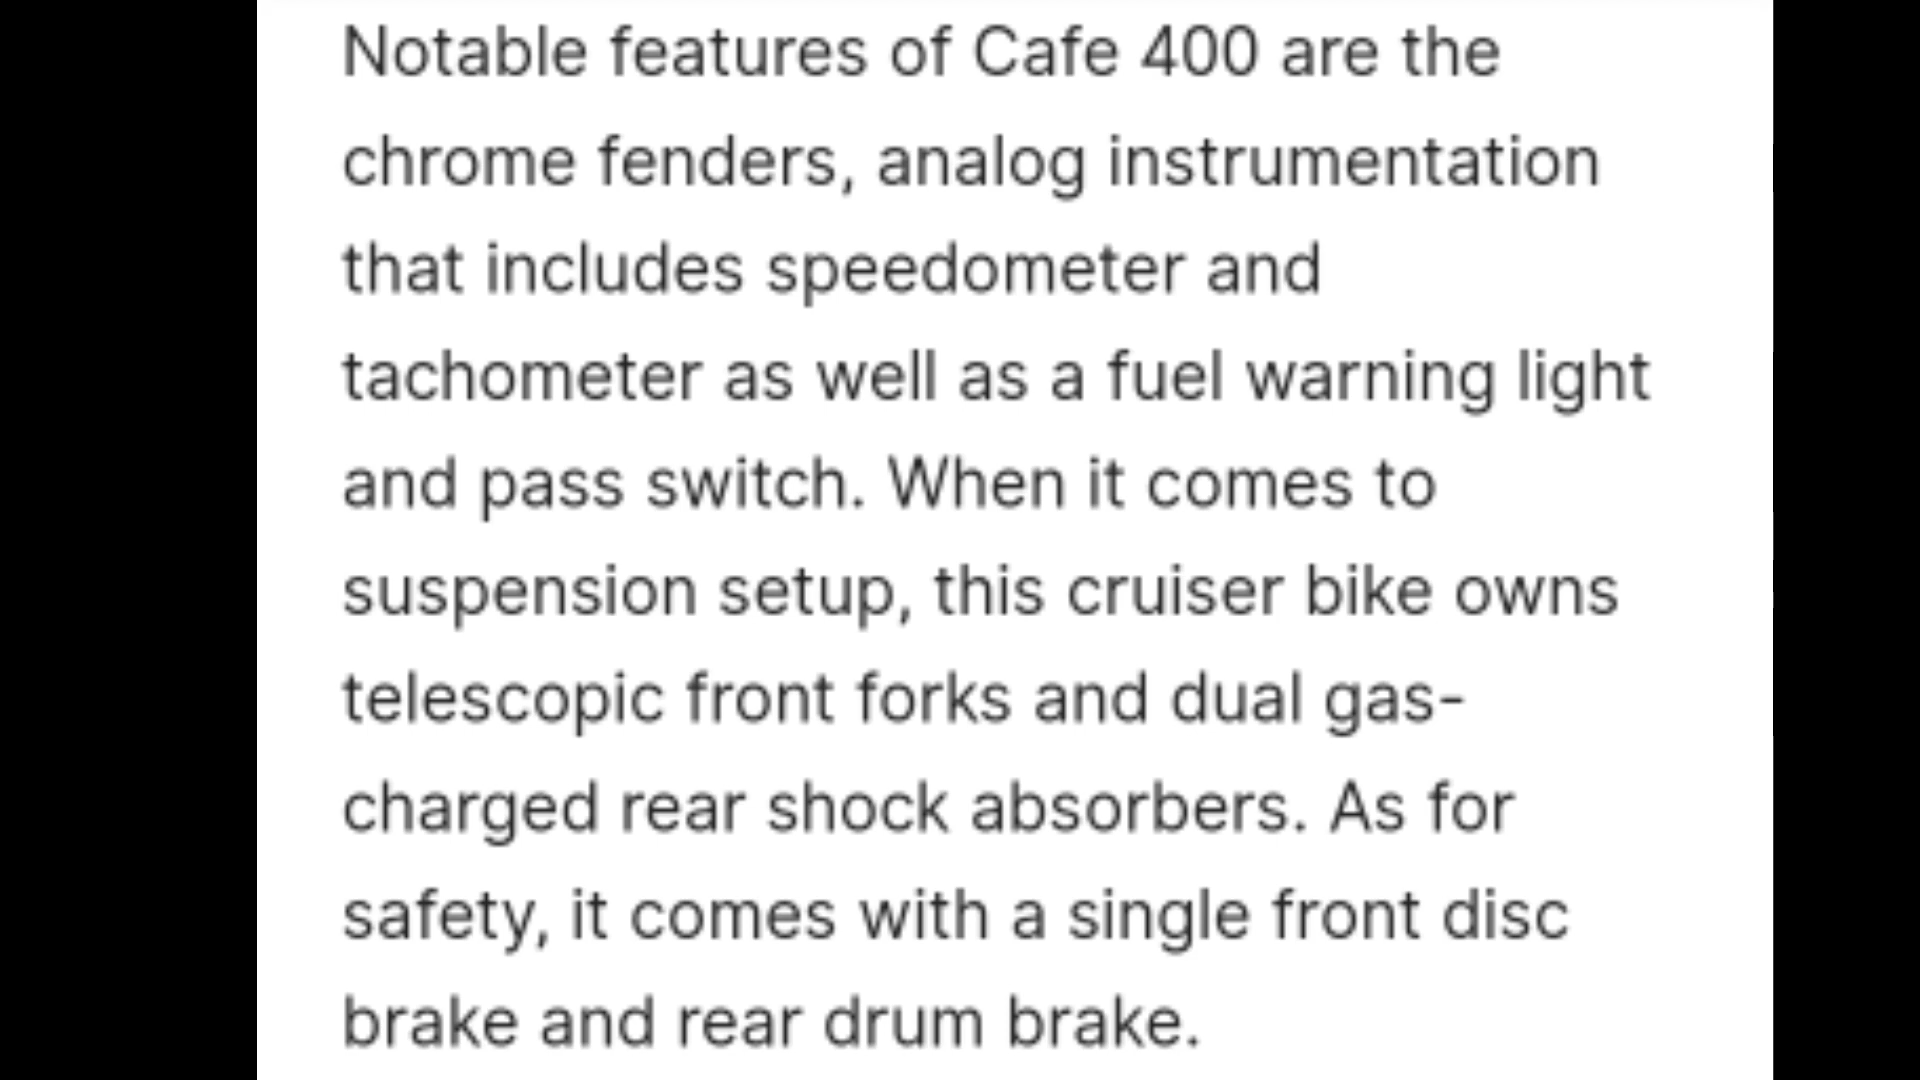 Notable features of Cafe 400 are the
chrome fenders, analog instrumentation
that includes speedometer and
tachometer as well as a fuel warning light
and pass switch. When it comes to
suspension setup, this cruiser bike owns
telescopic front forks and dual gas-
charged rear shock absorbers. As for
safety, it comes with a single front disc
brake and rear drum brake.